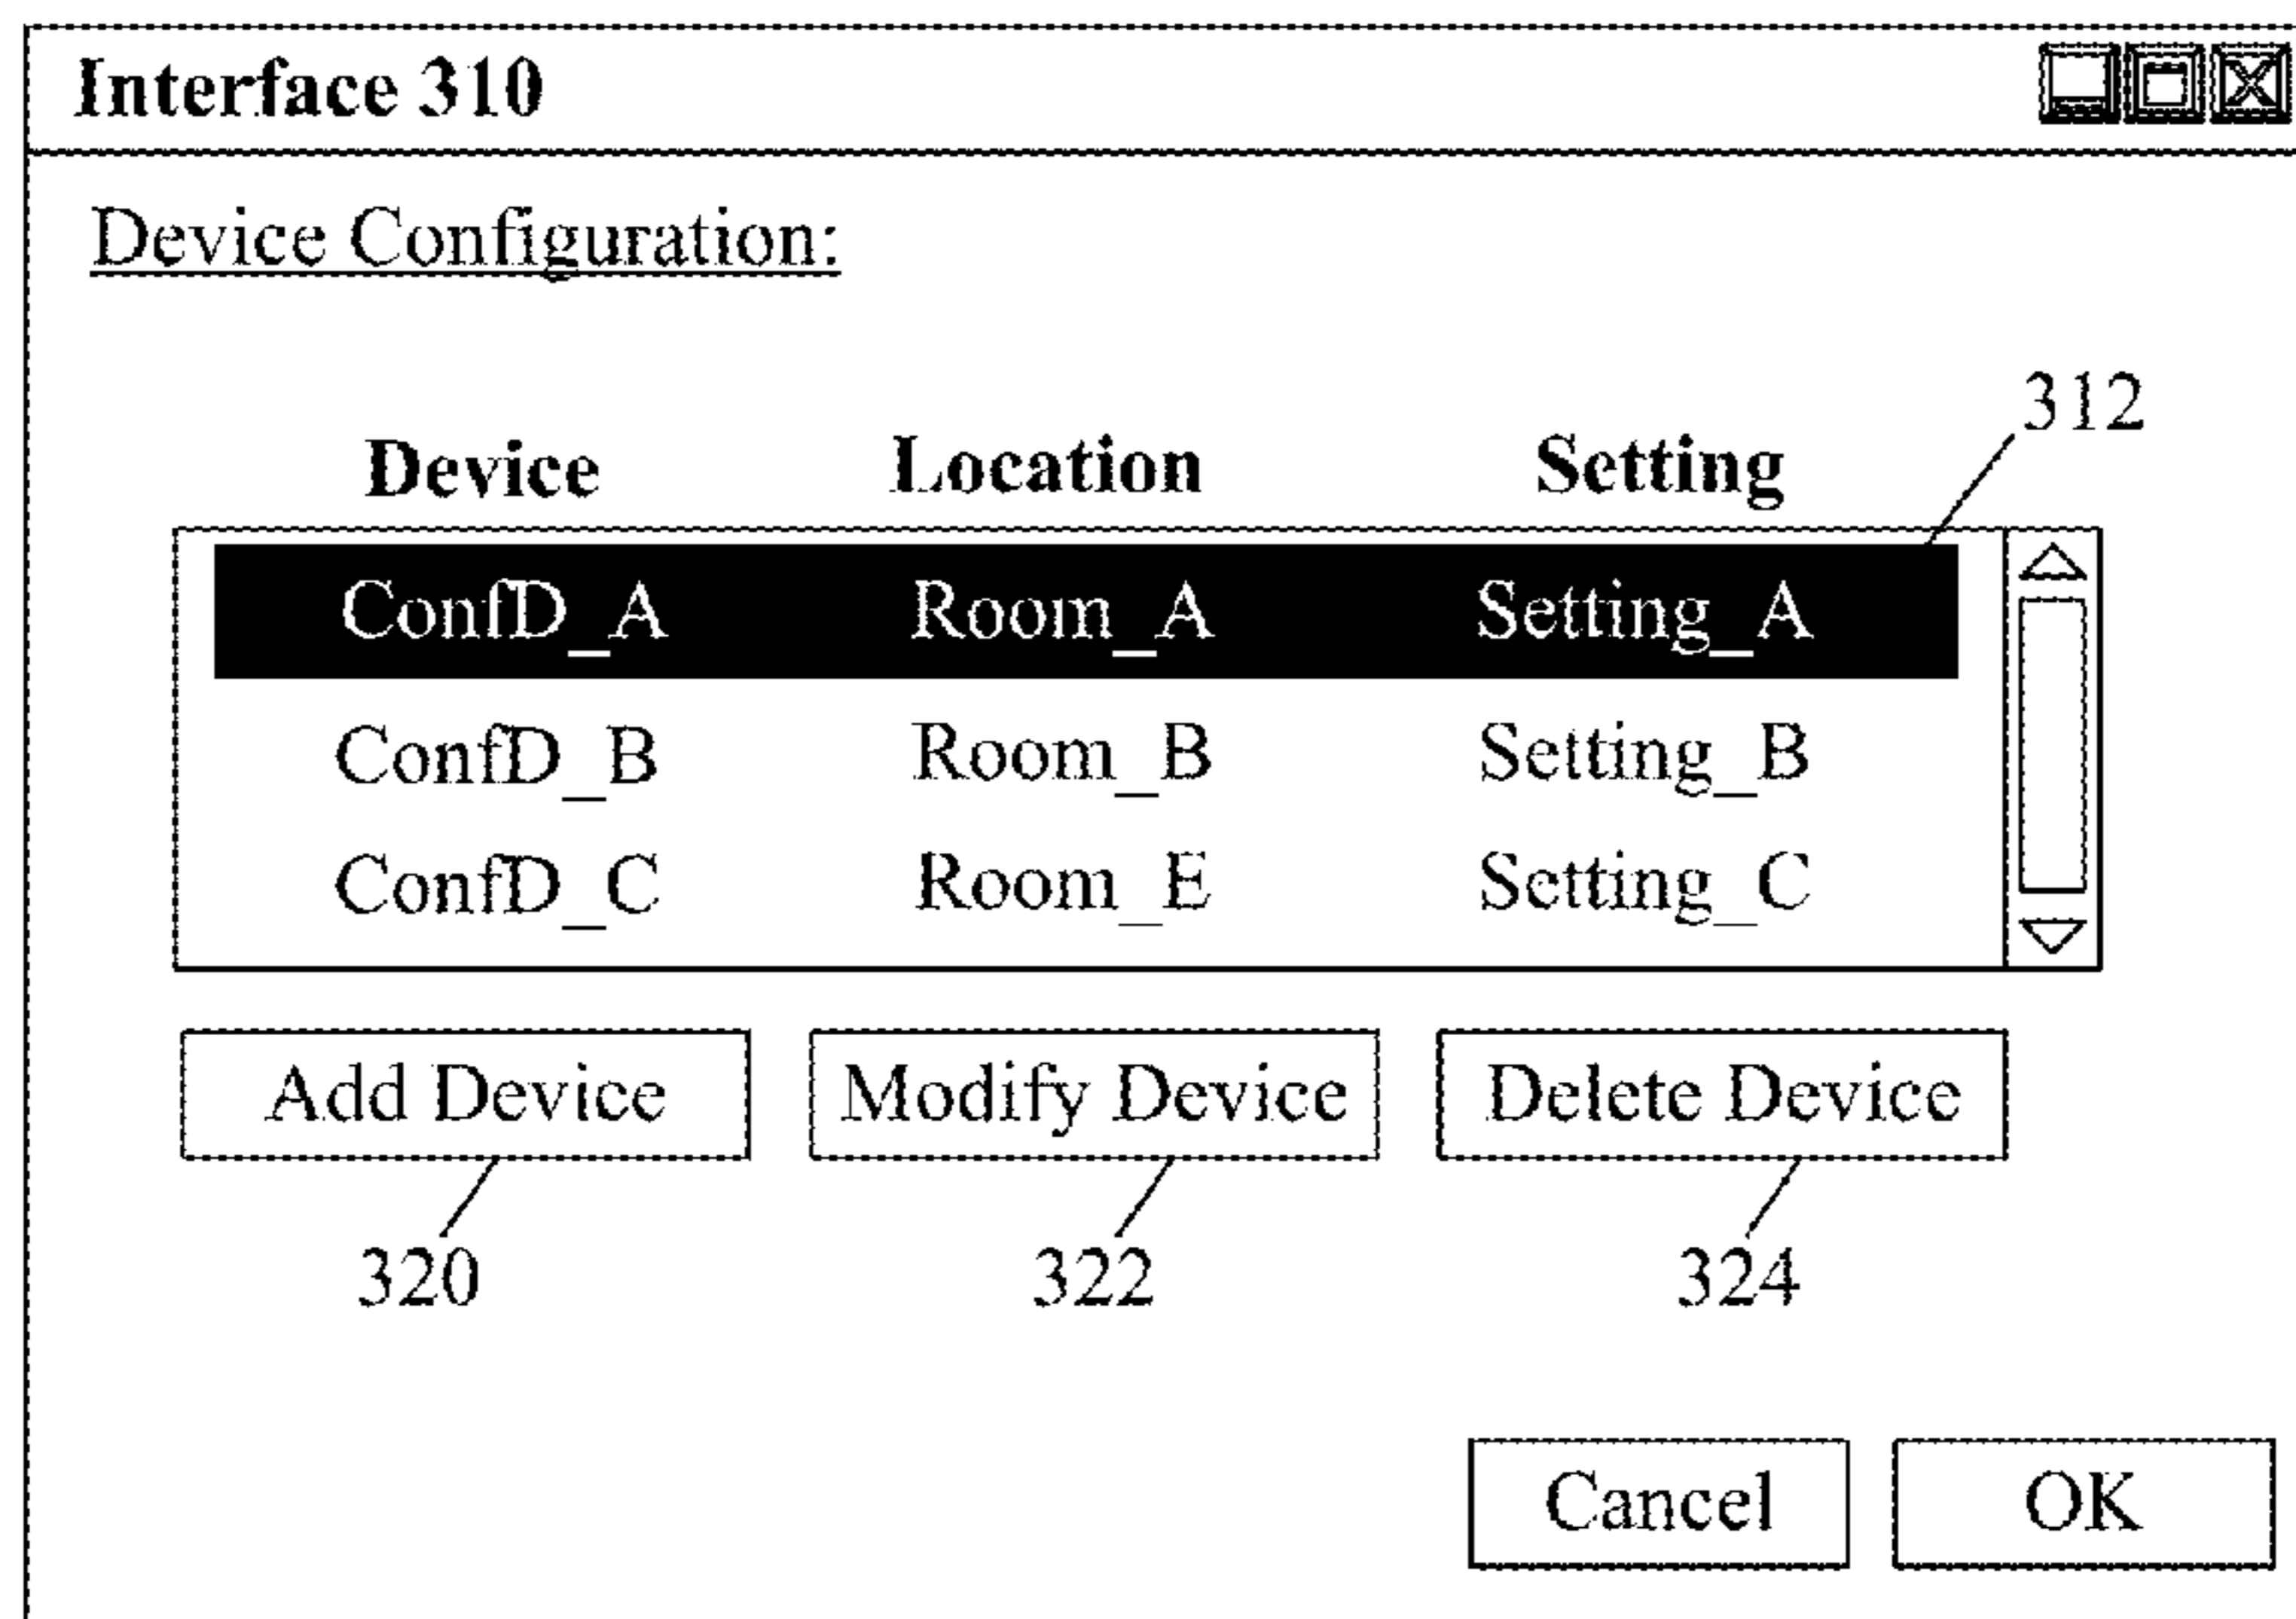 Interface 310
Device Configuration:
312
Device Location Setting
ConfD_A Room_A Setting_A
ConfD_B Room_B Setting_B
ConfD_C Room_E Setting_C
Add Device Modify Device Delete Device
320 322 324
Cancel OK